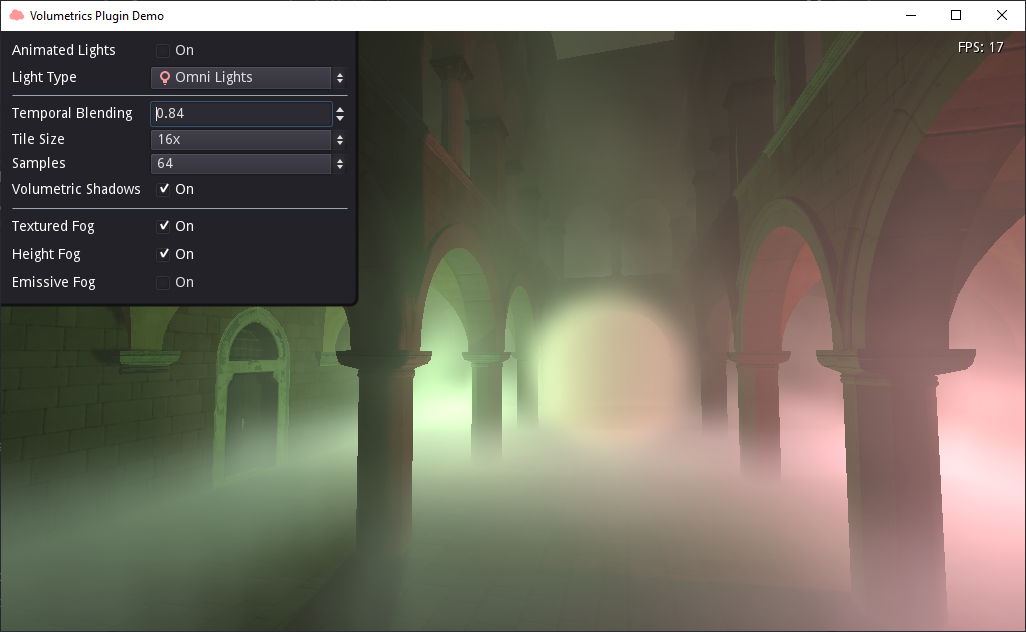 Volumetrics Plugin Demo
FPS: 17
Animated Lights On
Light Type Omni Lights
Temporal Blending 0.84
Tile Size 16x
Samples 64
Volumetric Shadows On
Textured Fog On
Height Fog On
Emissive Fog On